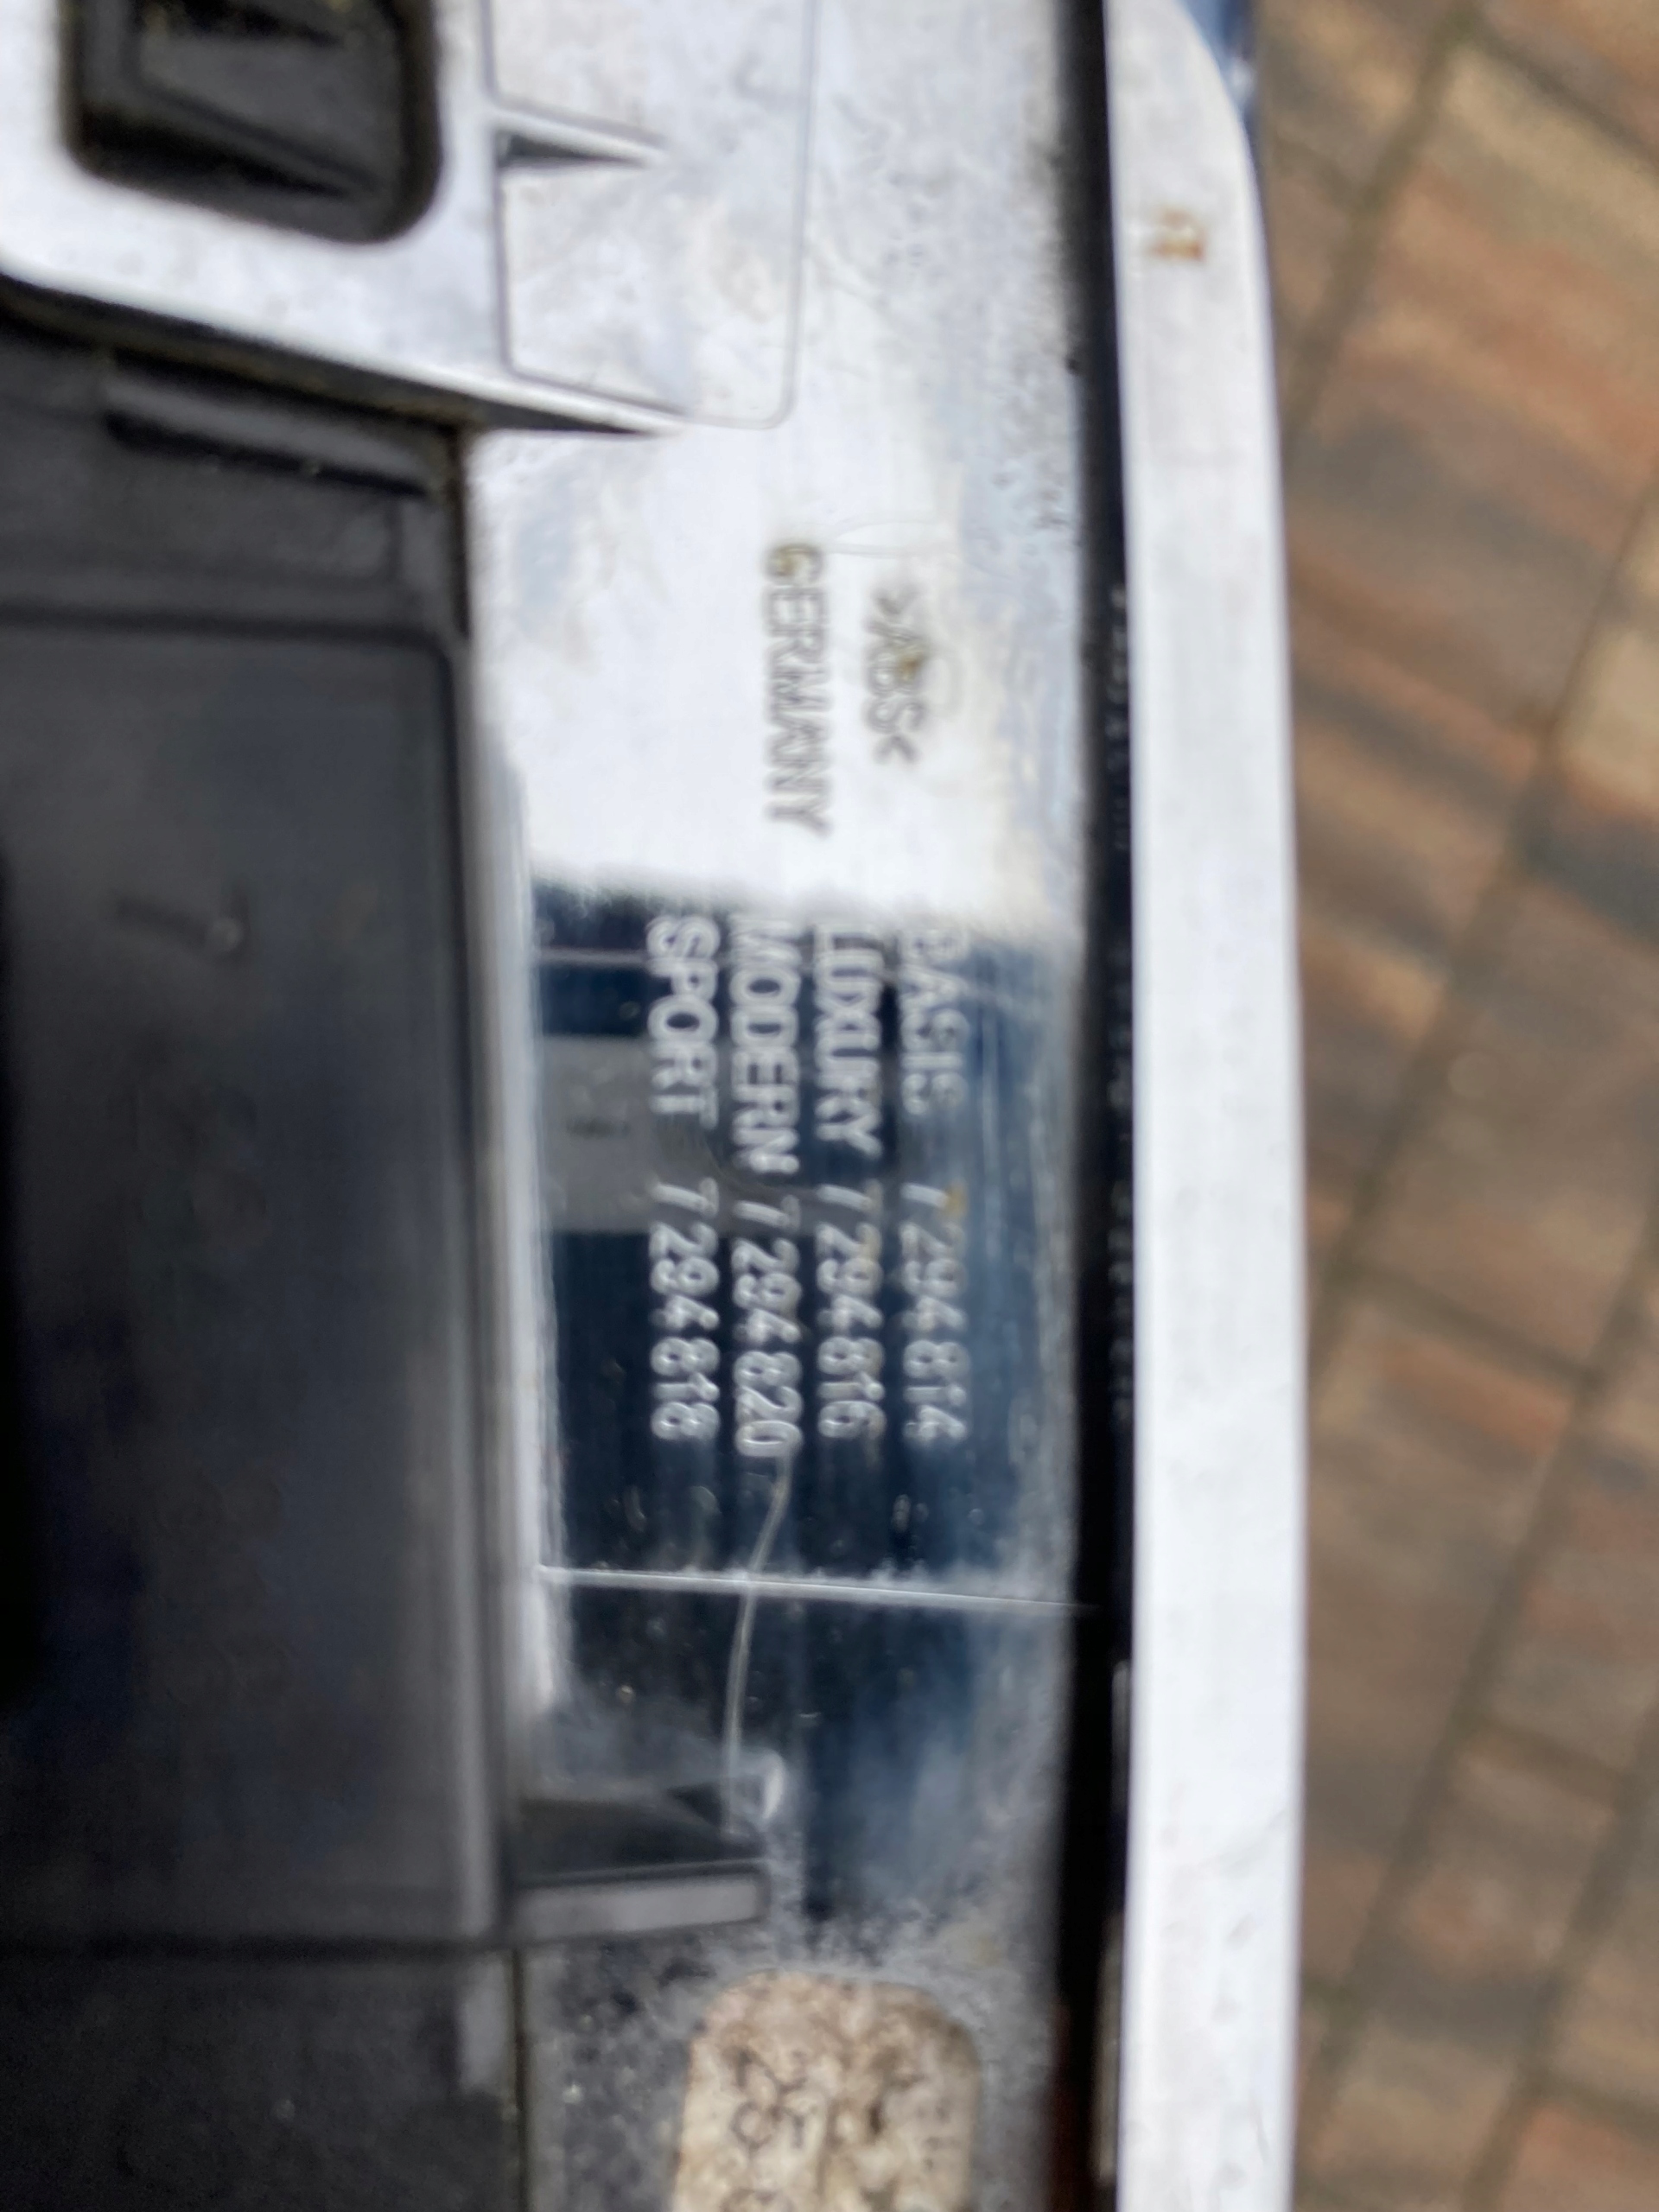 >ABS<
GERMANY
BASIS 7 294 814
LUXURY 7 294 816
MODERN 7 294 820
SPORT 7 294 818